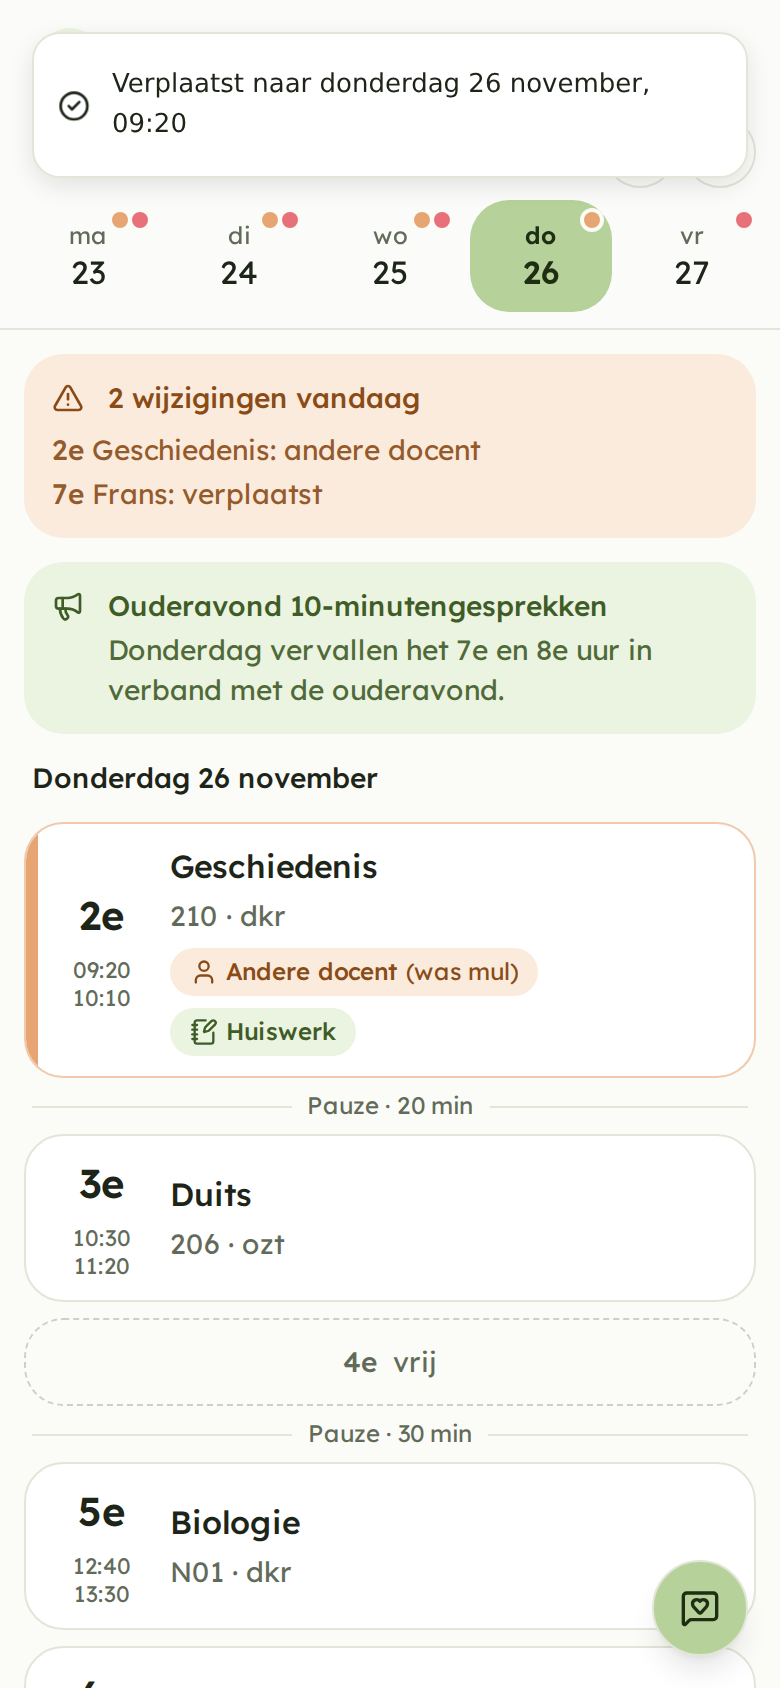 Verplaatst naar donderdag 26 november,
09:20
ma
23
di
24
wo
25
do
26
vr
27
2 wijzigingen vandaag
2e Geschiedenis: andere docent
7e Frans: verplaatst
Ouderavond 10-minutengesprekken
Donderdag vervallen het 7e en 8e uur in
verband met de ouderavond.
Donderdag 26 november
2e
09:20
10:10
Geschiedenis
210 · dkr
Andere docent (was mul)
Huiswerk
Pauze · 20 min
3e
10:30
11:20
Duits
206 · ozt
4e vrij
Pauze · 30 min
5e
12:40
13:30
Biologie
N01 · dkr